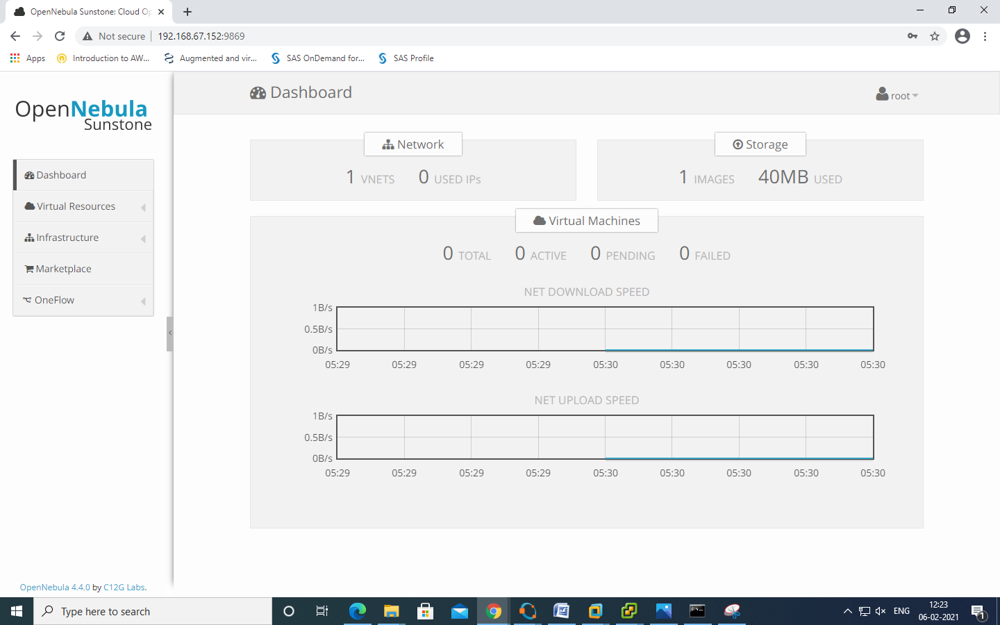 OpenNebula Sunstone: Cloud Op
Not secure 192.168.67.152:9869
Apps Introduction to AW... Augmented and vir... SAS OnDemand for... SAS Profile
OpenNebula
Sunstone
Dashboard
Virtual Resources
Infrastructure
Marketplace
OneFlow
OpenNebula 4.4.0 by C12G Labs.
Dashboard
root
Network
1 VNETS 0 USED IPs
Storage
1 IMAGES 40MB USED
Virtual Machines
0 TOTAL 0 ACTIVE 0 PENDING 0 FAILED
NET DOWNLOAD SPEED
1B/s
0.5B/s
0B/s
05:29 05:29 05:29 05:29 05:30 05:30 05:30 05:30 05:30
NET UPLOAD SPEED
1B/s
0.5B/s
0B/s
05:29 05:29 05:29 05:29 05:30 05:30 05:30 05:30 05:30
Type here to search
ENG
12:23
06-02-2021
1